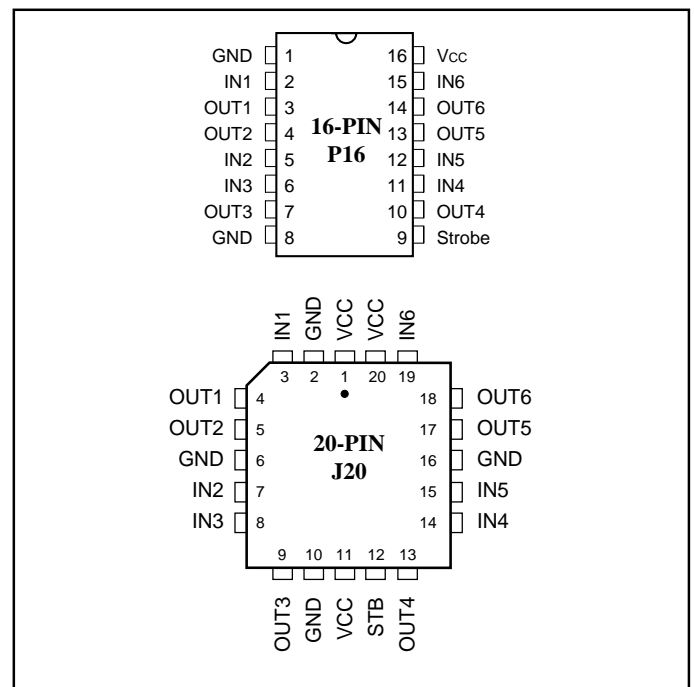 GND 1 16 Vcc
IN1 2 15 IN6
OUT1 3 14 OUT6
OUT2 4 13 OUT5
IN2 5 12 IN5
IN3 6 11 IN4
OUT3 7 10 OUT4
GND 8 9 Strobe
16-PIN
P16
IN1 GND VCC VCC IN6
3 2 1 20 19
OUT1 4 18 OUT6
OUT2 5 17 OUT5
GND 6 16 GND
IN2 7 15 IN5
IN3 8 14 IN4
20-PIN
J20
9 10 11 12 13
OUT3 GND VCC STB OUT4